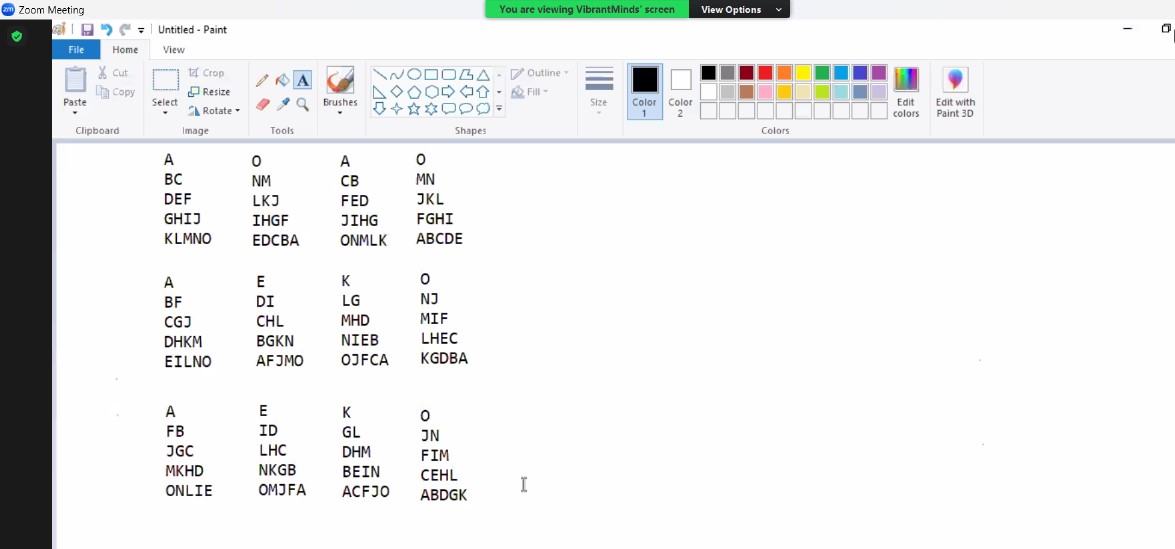 zm Zoom Meeting
You are viewing VibrantMinds' screen
View Options
Untitled - Paint
File Home View
Paste
Cut
Copy
Clipboard
Select
Crop
Resize
Rotate
Image
A
Tools
Brushes
Shapes
Outline
Fill
Size
Color 1
Color 2
Colors
Edit colors
Edit with Paint 3D
A O A O
BC NM CB MN
DEF LKJ FED JKL
GHIJ IHGF JIHG FGHI
KLMNO EDCBA ONMLK ABCDE
A E K O
BF DI LG NJ
CGJ CHL MHD MIF
DHKM BGKN NIEB LHEC
EILNO AFJMO OJFCA KGDBA
A E K O
FB ID GL JN
JGC LHC DHM FIM
MKHD NKGB BEIN CEHL
ONLIE OMJFA ACFJO ABDGK